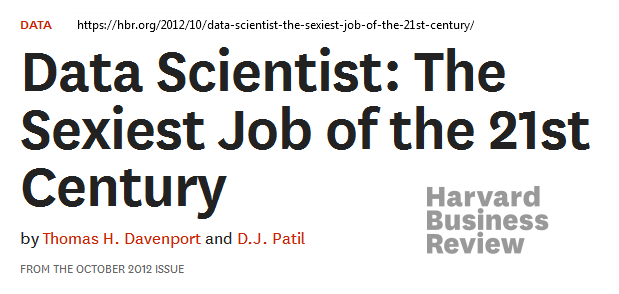 DATA https://hbr.org/2012/10/data-scientist-the-sexiest-job-of-the-21st-century/
Data Scientist: The
Sexiest Job of the 21st
Century
Harvard
Business
Review
by Thomas H. Davenport and D.J. Patil
FROM THE OCTOBER 2012 ISSUE